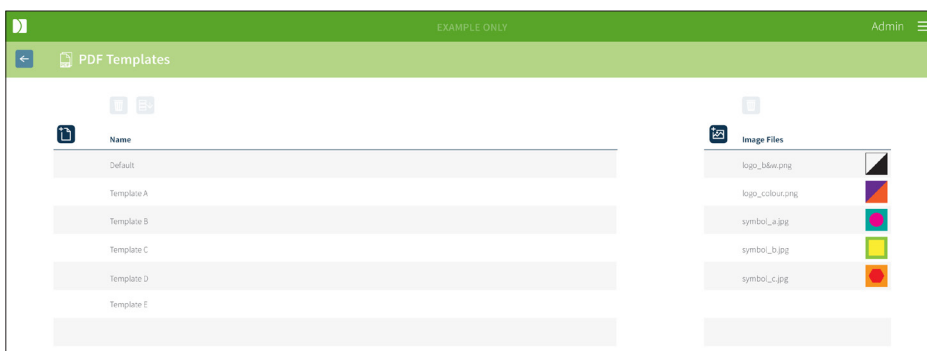 EXAMPLE ONLY
Admin
PDF Templates
Name
Default
Template A
Template B
Template C
Template D
Template E
Image Files
logo_b&w.png
logo_colour.png
symbol_a.jpg
symbol_b.jpg
symbol_c.jpg